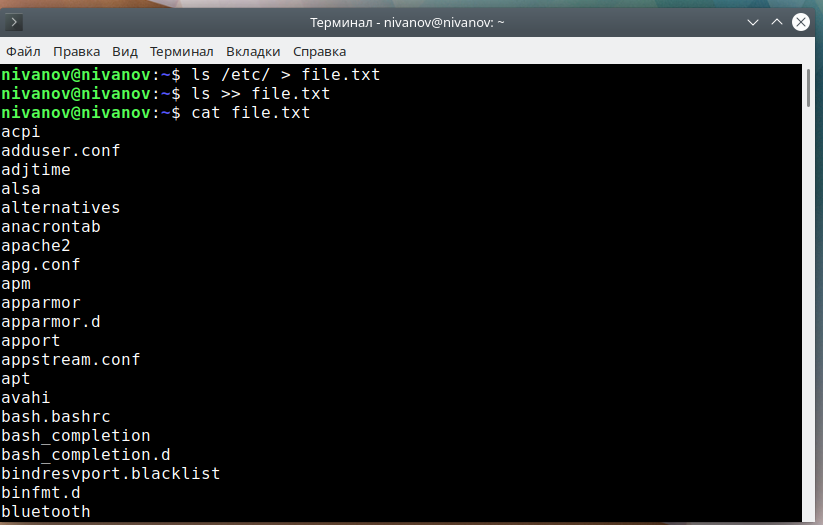 Терминал - nivanov@nivanov: ~
Файл Правка Вид Терминал Вкладки Справка
nivanov@nivanov:~$ ls /etc/ > file.txt
nivanov@nivanov:~$ ls >> file.txt
nivanov@nivanov:~$ cat file.txt
acpi
adduser.conf
adjtime
alsa
alternatives
anacrontab
apache2
apg.conf
apm
apparmor
apparmor.d
apport
appstream.conf
apt
avahi
bash.bashrc
bash_completion
bash_completion.d
bindresvport.blacklist
binfmt.d
bluetooth